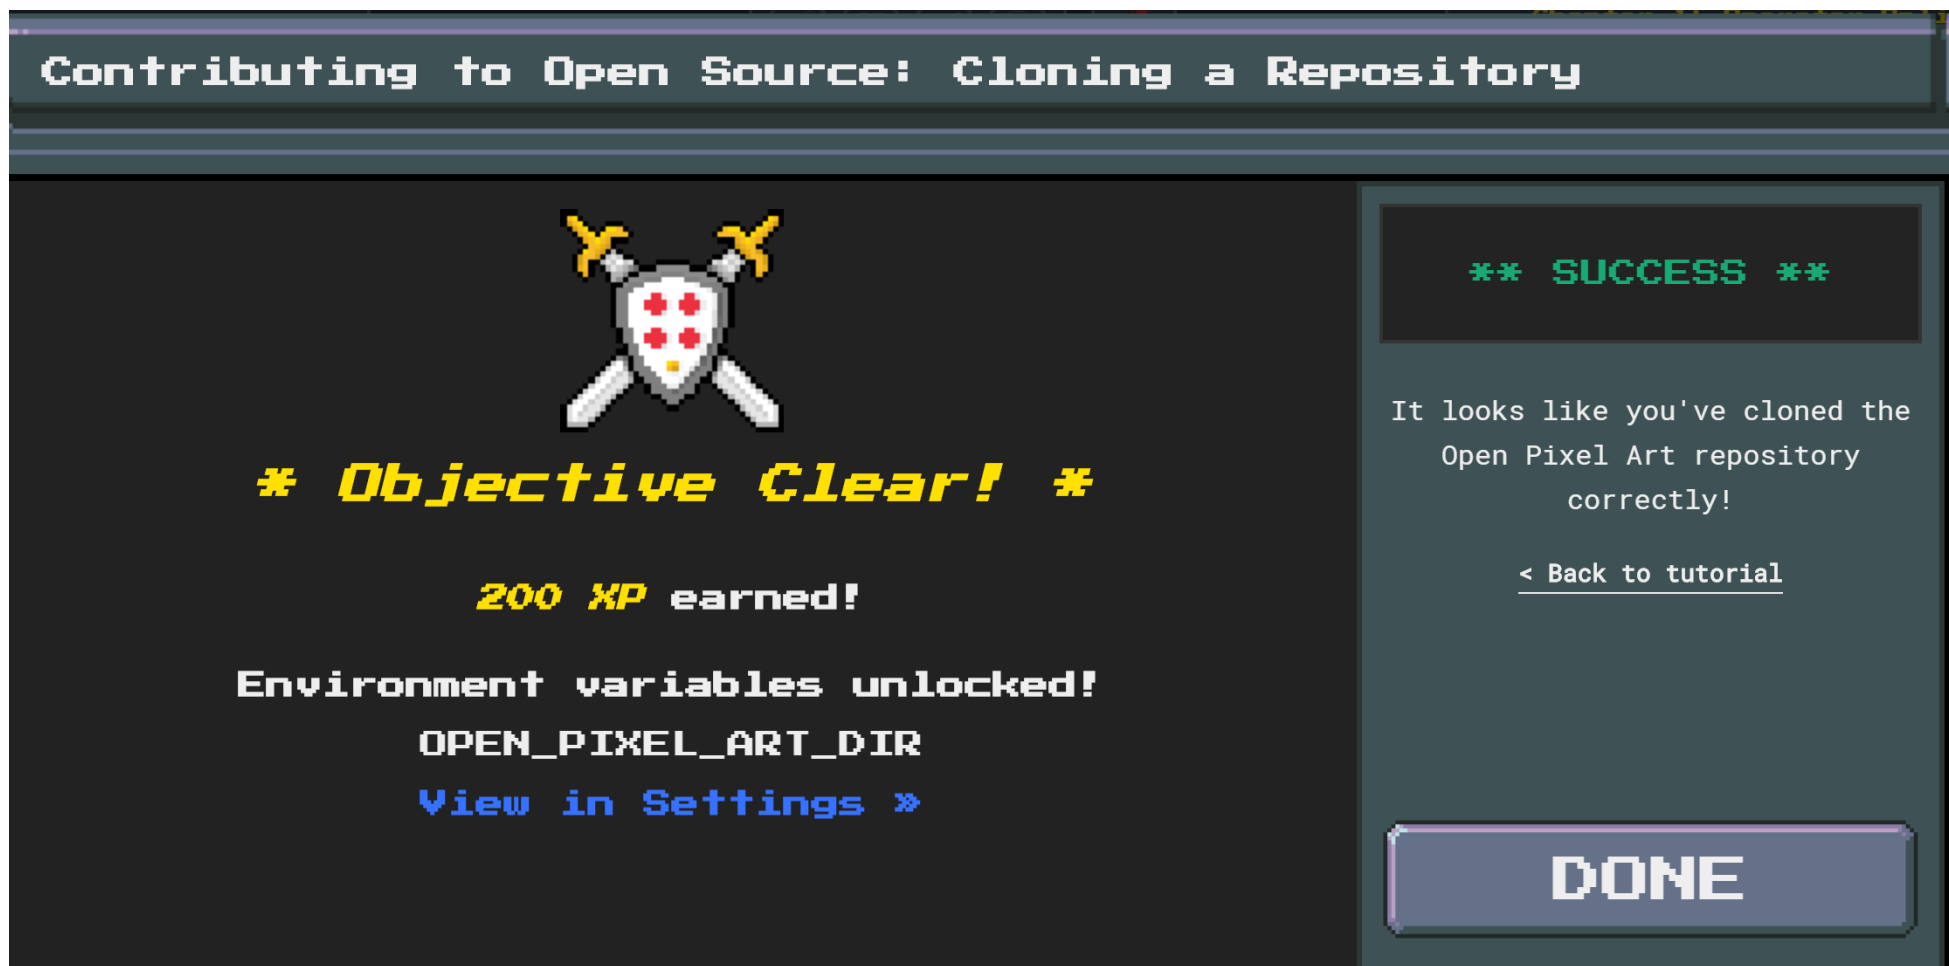 Contributing to Open Source: Cloning a Repository
* Objective Clear! *
200 XP earned!
Environment variables unlocked!
OPEN_PIXEL_ART_DIR
View in Settings »
** SUCCESS **
It looks like you've cloned the
Open Pixel Art repository
correctly!
< Back to tutorial
DONE